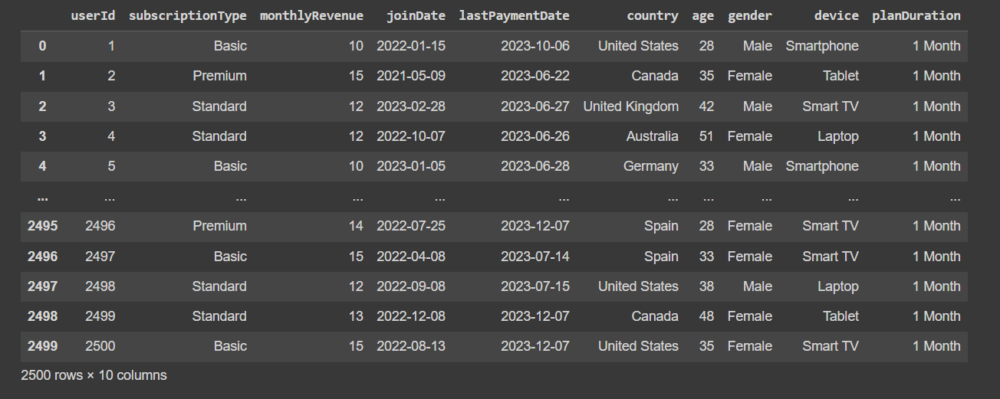 userId subscriptionType monthlyRevenue joinDate lastPaymentDate country age gender device planDuration
0 1 Basic 10 2022-01-15 2023-10-06 United States 28 Male Smartphone 1 Month
1 2 Premium 15 2021-05-09 2023-06-22 Canada 35 Female Tablet 1 Month
2 3 Standard 12 2023-02-28 2023-06-27 United Kingdom 42 Male Smart TV 1 Month
3 4 Standard 12 2022-10-07 2023-06-26 Australia 51 Female Laptop 1 Month
4 5 Basic 10 2023-01-05 2023-06-28 Germany 33 Male Smartphone 1 Month
... ... ... ... ... ... ... ... ... ... ...
2495 2496 Premium 14 2022-07-25 2023-12-07 Spain 28 Female Smart TV 1 Month
2496 2497 Basic 15 2022-04-08 2023-07-14 Spain 33 Female Smart TV 1 Month
2497 2498 Standard 12 2022-09-08 2023-07-15 United States 38 Male Laptop 1 Month
2498 2499 Standard 13 2022-12-08 2023-12-07 Canada 48 Female Tablet 1 Month
2499 2500 Basic 15 2022-08-13 2023-12-07 United States 35 Female Smart TV 1 Month
2500 rows × 10 columns